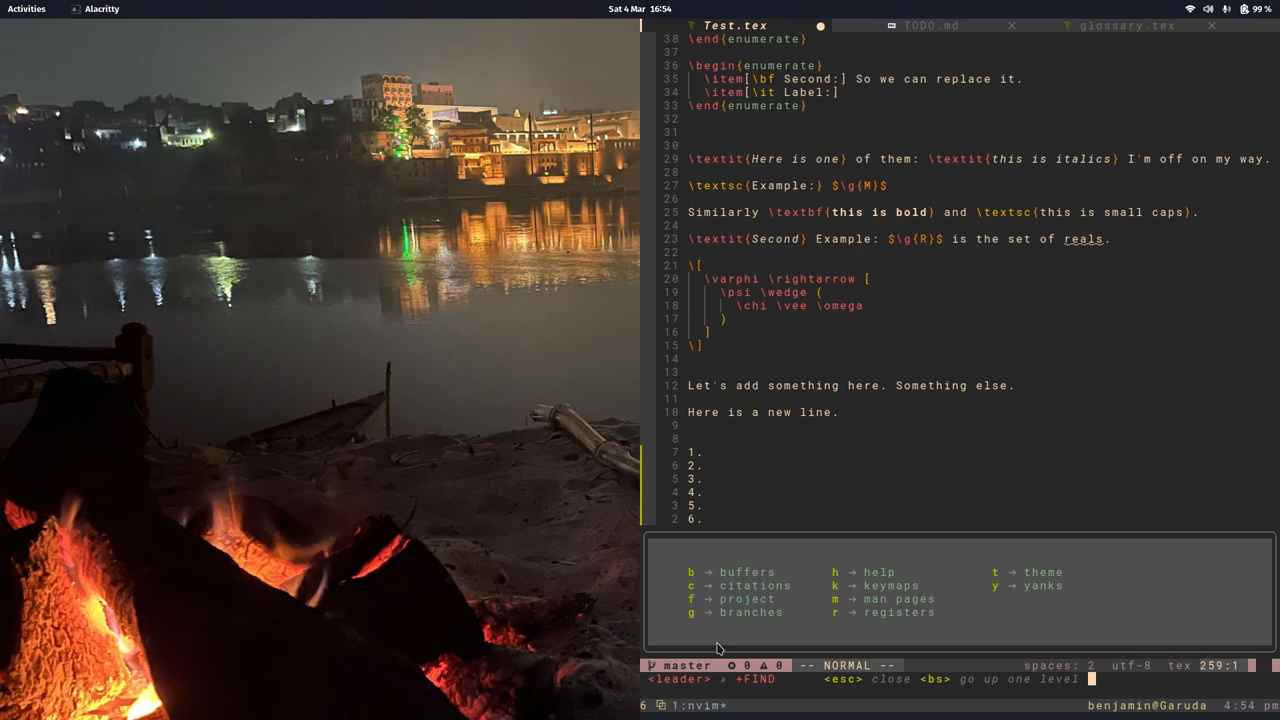 Activities Alacritty Sat 4 Mar 16:54 99 %
Test.tex TODO.md glossary.tex
38 \end{enumerate}
37
36 \begin{enumerate}
35 \item[\bf Second:] So we can replace it.
34 \item[\it Label:]
33 \end{enumerate}
32
31
30
29 \textit{Here is one} of them: \textit{this is italics} I'm off on my way.
28
27 \textsc{Example:} $\g{M}$
26
25 Similarly \textbf{this is bold} and \textsc{this is small caps}.
24
23 \textit{Second} Example: $\g{R}$ is the set of reals.
22
21 \[
20 \varphi \rightarrow [
19 \psi \wedge (
18 \chi \vee \omega
17 )
16 ]
15 \]
14
13
12 Let's add something here. Something else.
11
10 Here is a new line.
9
8
7 1.
6 2.
5 3.
4 4.
3 5.
2 6.
b → buffers h → help t → theme
c → citations k → keymaps y → yanks
f → project m → man pages
g → branches r → registers
master 0 0 -- NORMAL -- spaces: 2 utf-8 tex 259:1
<leader> » +FIND <esc> close <bs> go up one level
6 1:nvim* benjamin@Garuda 4:54 pm